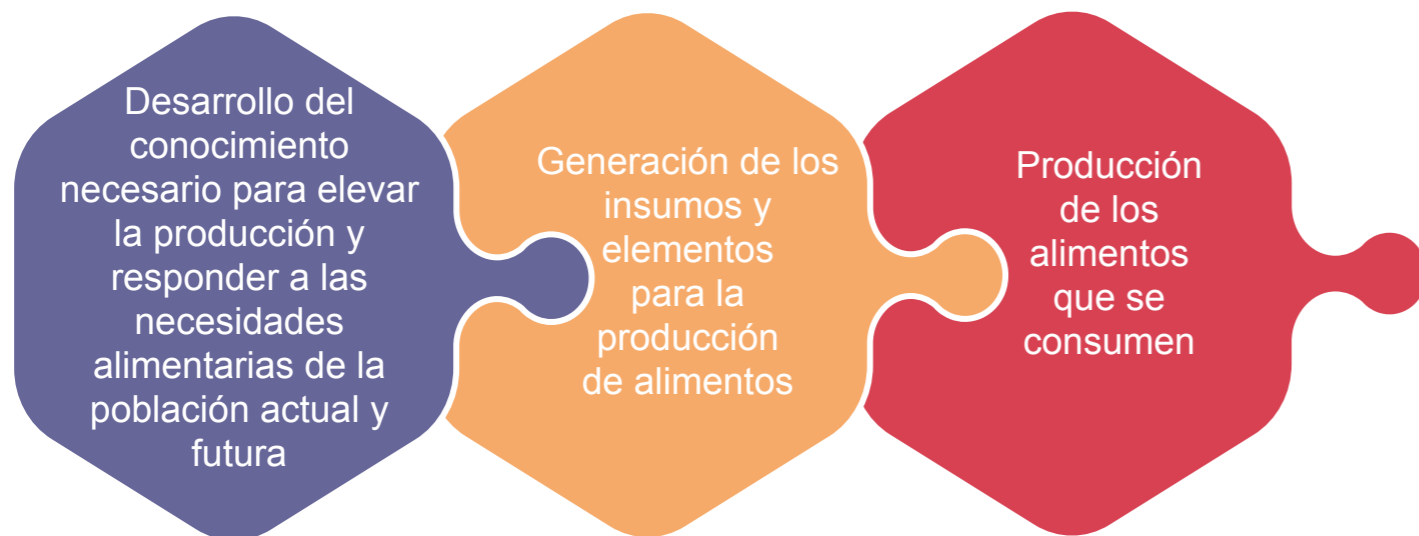 Desarrollo del
conocimiento
necesario para elevar
la producción y
responder a las
necesidades
alimentarias de la
población actual y
futura
Generación de los
insumos y
elementos
para la
producción
de alimentos
Producción
de los
alimentos
que se
consumen